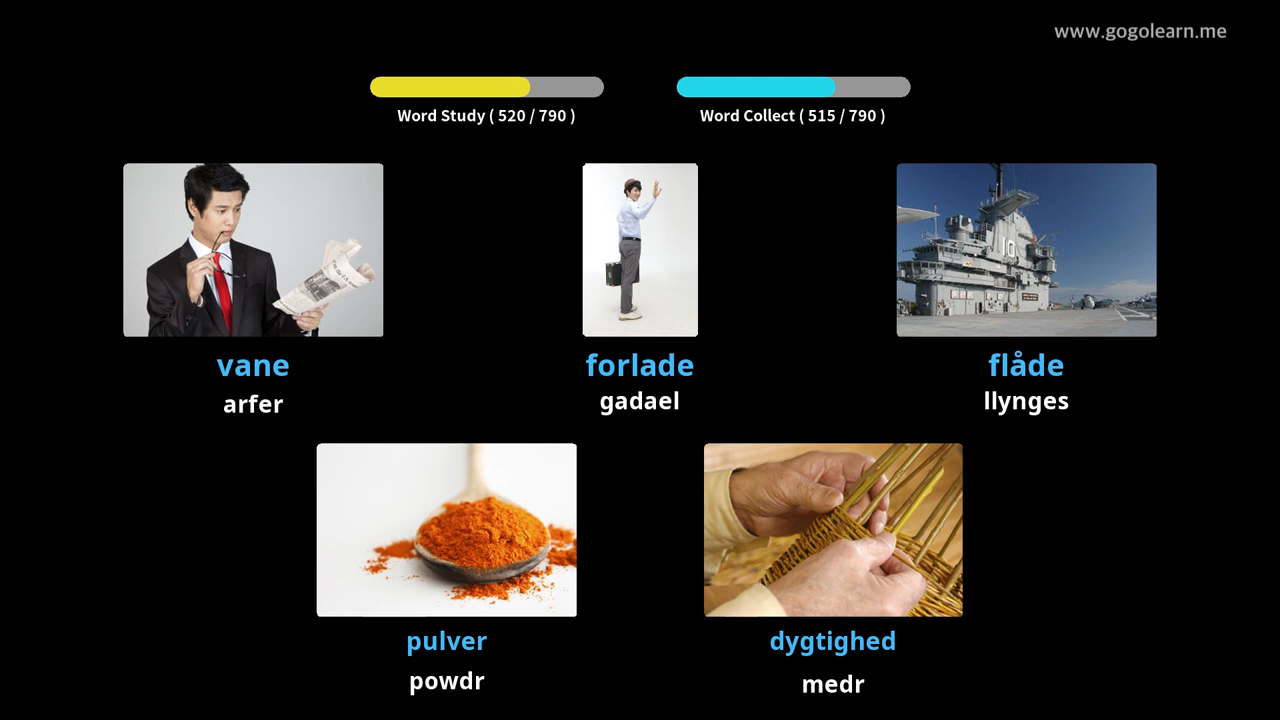 www.gogolearn.me
Word Study ( 520 / 790 )
Word Collect ( 515 / 790 )
10
vane
arfer
forlade
gadael
flåde
llynges
pulver
powdr
dygtighed
medr